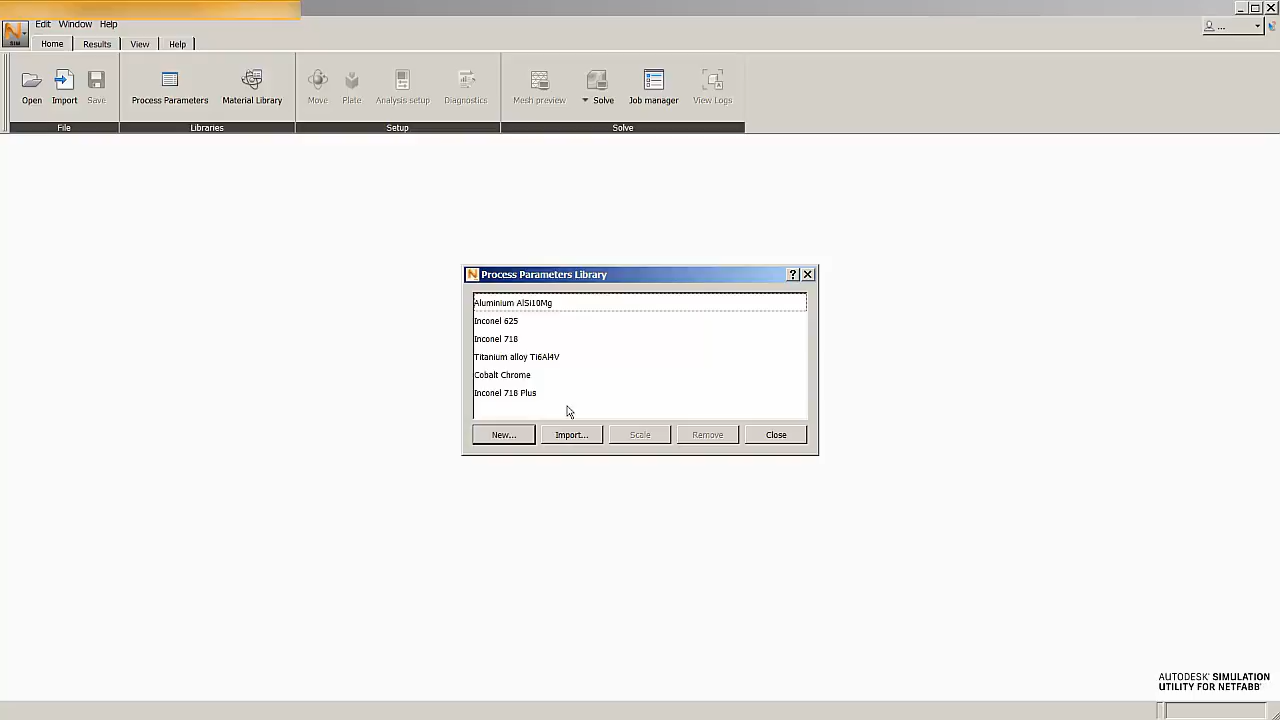 Edit Window Help
SIM
...
Home Results View Help
Open Import Save Process Parameters Material Library Move Plate Analysis setup Diagnostics Mesh preview Solve Job manager View Logs
File Libraries Setup Solve
Process Parameters Library
Aluminium AlSi10Mg
Inconel 625
Inconel 718
Titanium alloy Ti6Al4V
Cobalt Chrome
Inconel 718 Plus
New... Import... Scale Remove Close
AUTODESK® SIMULATION
UTILITY FOR NETFABB®